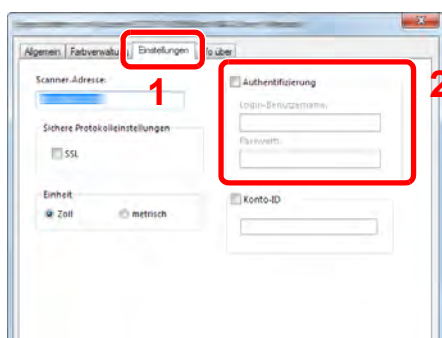 Allgemein
Farbverwaltung
Einstellungen
fo über
1
2
Scanner-Adresse:
Sichere Protokolleinstellungen
SSL
Einheit
Zoll
metrisch
Authentifizierung
Login-Benutzername:
Passwort:
Konto-ID